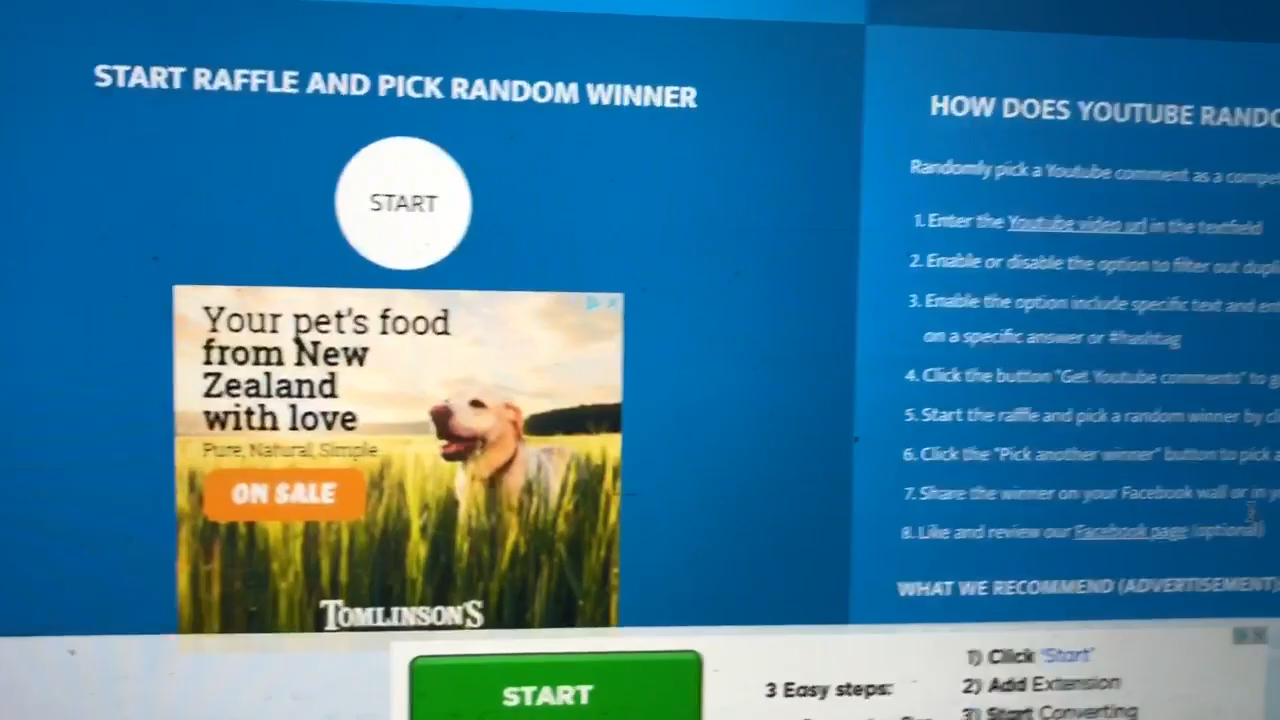 START RAFFLE AND PICK RANDOM WINNER
START
Your pet's food
from New
Zealand
with love
Pure, Natural, Simple
ON SALE
TOMLINSON'S
HOW DOES YOUTUBE
Randomly pick a Youtube comment as a
1. Enter the Youtube video url in the textfield
2. Enable or disable the option to filter out
3. Enable the option include specific text and
on a specific answer or #hashtag
4. Click the button "Get Youtube comments" to
5. Start the raffle and pick a random winner by
6. Click the "Pick another winner" button to pick
7. Share the winner on your Facebook wall or in
8. Like and review our Facebook page (optional)
WHAT WE RECOMMEND (ADVERTISEMENT)
START
3 Easy steps:
1) Click 'Start'
2) Add Extension
3) Start Converting